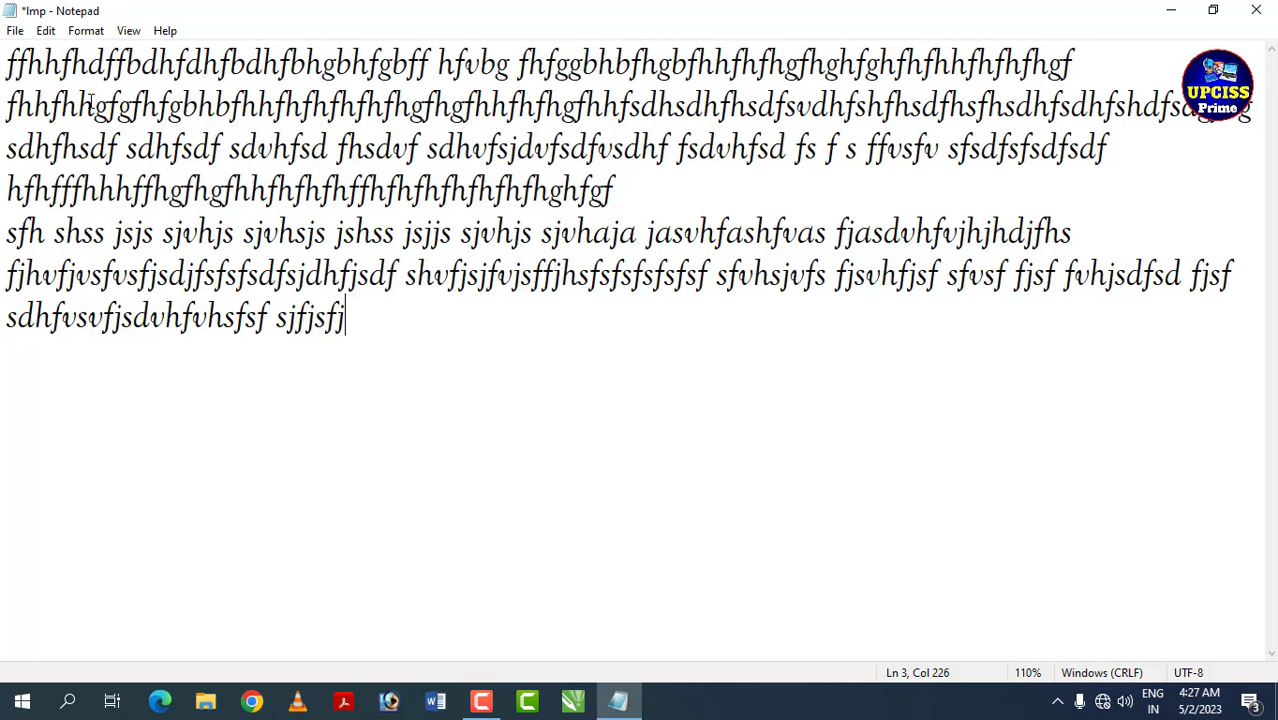 *Imp - Notepad
File Edit Format View Help
UPCISS
Prime
ffhhfhdffbdhfdhfbdhfbhgbhfgbff hfvbg fhfggbhbfhgbfhhfhfhgfhghfghfhfhhfhfhfhgf
sdhfhsdf sdhfsdf sdvhfsd fhsdvf sdhvfsjdvfsdfvsdhf fsdvhfsd fs f s ffvsfv sfsdfsfsdfsdf
hfhfffhhhffhgfhgfhhfhfhfhffhfhfhfhfhfhfhghfgf
sfh shss jsjs sjvhjs sjvhsjs jshss jsjjs sjvhjs sjvhaja jasvhfashfvas fjasdvhfvjhjhdjfhs
fjhvfjvsfvsfjsdjfsfsfsdfsjdhfjsdf shvfjsjfvjsffjhsfsfsfsfsfsf sfvhsjvfs fjsvhfjsf sfvsf fjsf fvhjsdfsd fjsf
sdhfvsvfjsdvhfvhsfsf sjfjsfj
Ln 3, Col 226 110% Windows (CRLF) UTF-8
ENG
IN
4:27 AM
5/2/2023
3